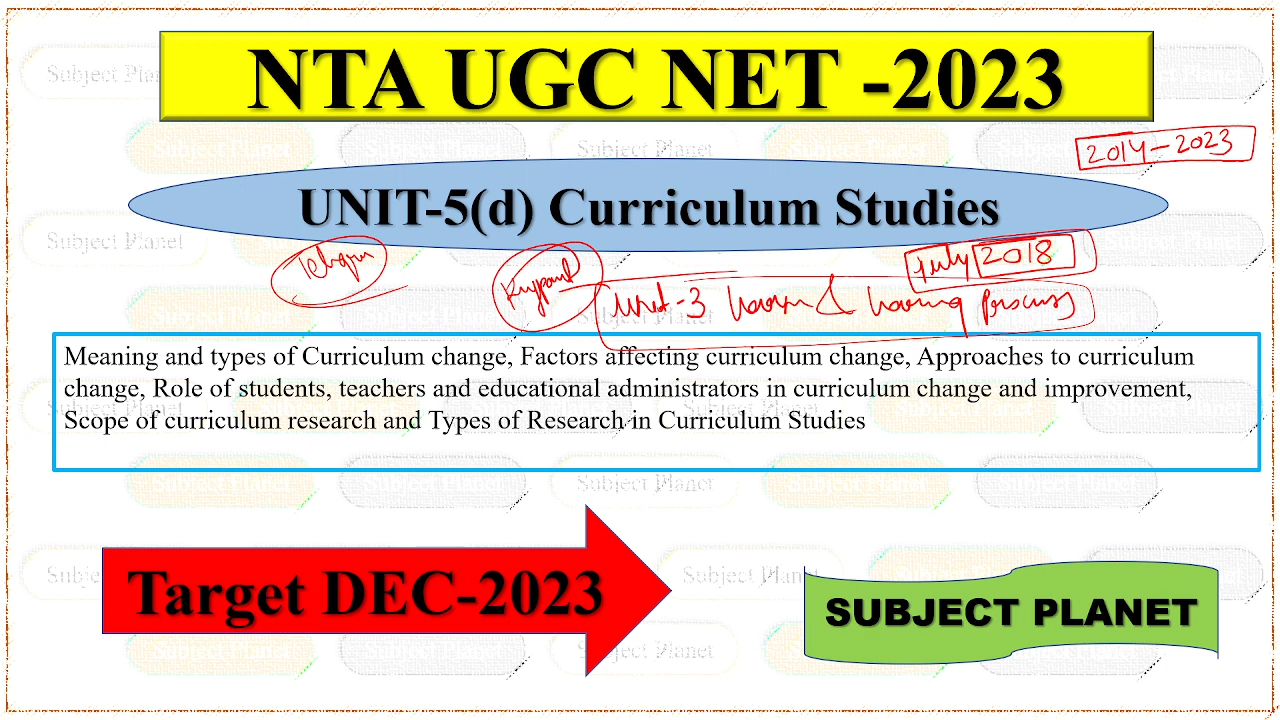 NTA UGC NET -2023
2014-2023
UNIT-5(d) Curriculum Studies
July 2018
Unit-3
Meaning and types of Curriculum change, Factors affecting curriculum change, Approaches to curriculum
change, Role of students, teachers and educational administrators in curriculum change and improvement,
Scope of curriculum research and Types of Research in Curriculum Studies
Target DEC-2023
SUBJECT PLANET
Subject Planet